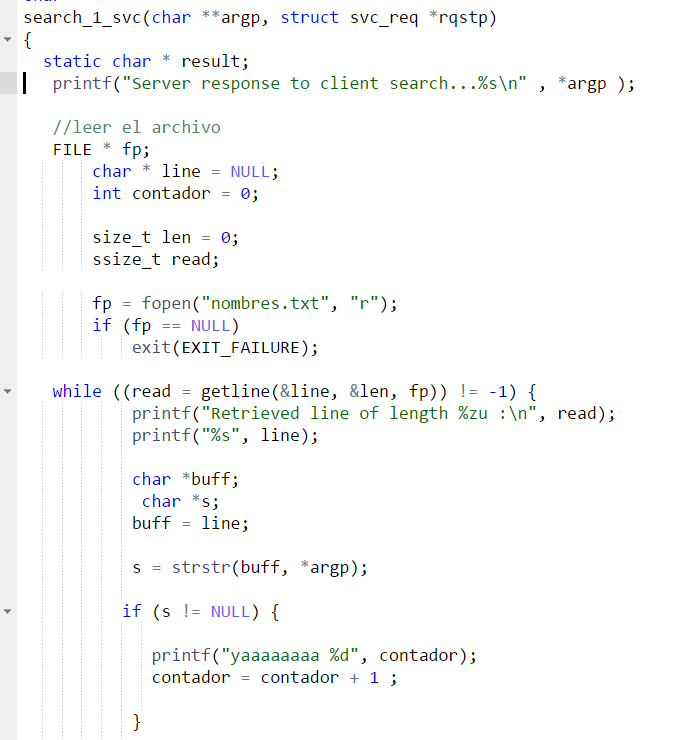 search_1_svc(char **argp, struct svc_req *rqstp)
{
static char * result;
printf("Server response to client search...%s\n" , *argp );
//leer el archivo
FILE * fp;
char * line = NULL;
int contador = 0;
size_t len = 0;
ssize_t read;
fp = fopen("nombres.txt", "r");
if (fp == NULL)
exit(EXIT_FAILURE);
while ((read = getline(&line, &len, fp)) != -1) {
printf("Retrieved line of length %zu :\n", read);
printf("%s", line);
char *buff;
char *s;
buff = line;
s = strstr(buff, *argp);
if (s != NULL) {
printf("yaaaaaaaa %d", contador);
contador = contador + 1 ;
}